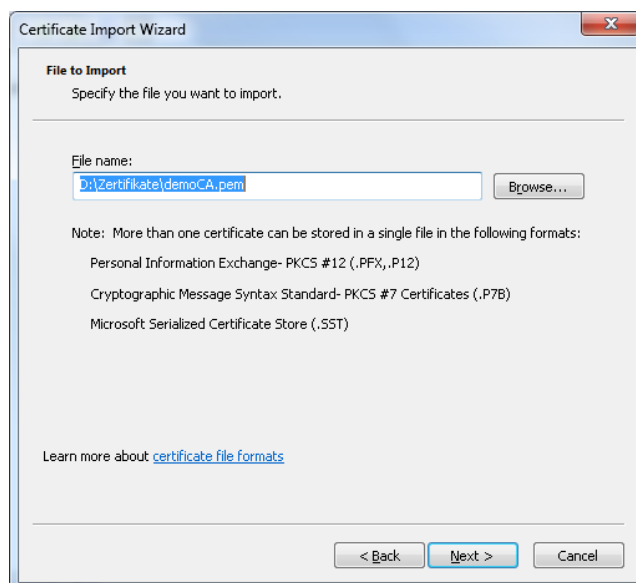 Certificate Import Wizard
File to Import
Specify the file you want to import.
File name:
D:\Zertifikate\demoCA.pem
Browse...
Note: More than one certificate can be stored in a single file in the following formats:
Personal Information Exchange- PKCS #12 (.PFX,.P12)
Cryptographic Message Syntax Standard- PKCS #7 Certificates (.P7B)
Microsoft Serialized Certificate Store (.SST)
Learn more about certificate file formats
< Back
Next >
Cancel